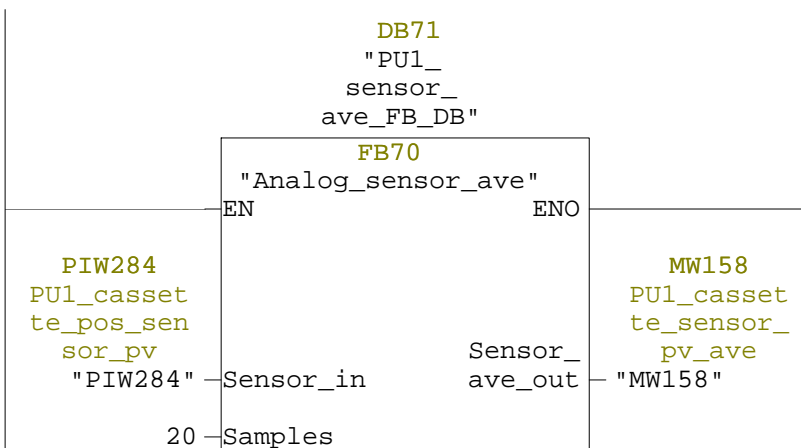 DB71
"PU1_
sensor_
ave_FB_DB"
FB70
"Analog_sensor_ave"
EN ENO
PIW284
PU1_casset
te_pos_sen
sor_pv
"PIW284"
Sensor_in
MW158
PU1_casset
te_sensor_
pv_ave
Sensor_
ave_out
"MW158"
20
Samples